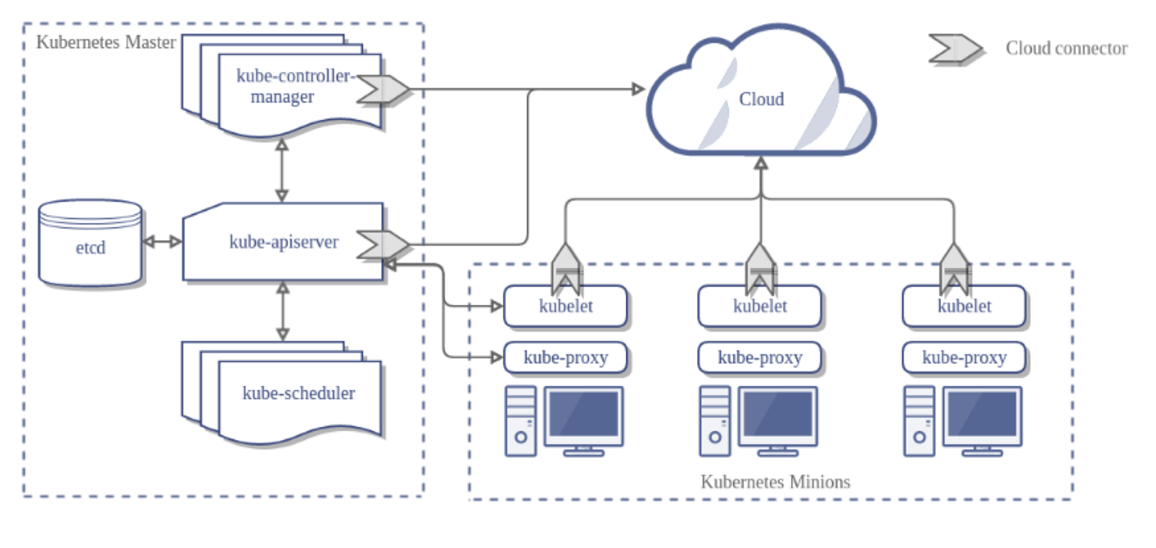 Kubernetes Master
kube-controller-
manager
Cloud
Cloud connector
etcd
kube-apiserver
kubelet
kubelet
kubelet
kube-proxy
kube-proxy
kube-proxy
kube-scheduler
Kubernetes Minions